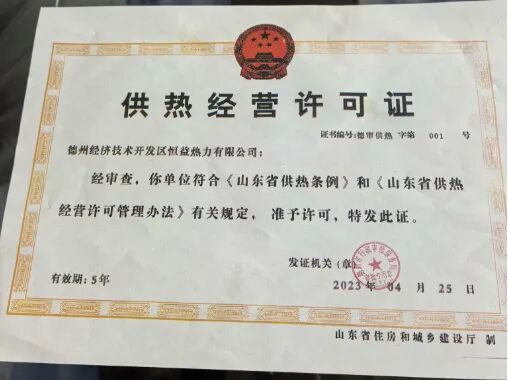 供热经营许可证
证书编号:德审供热 字第 001 号
德州经济技术开发区恒益热力有限公司:
经审查,你单位符合《山东省供热条例》和《山东省供热
经营许可管理办法》有关规定, 准予许可,特发此证。
发证机关(章)
有效期:5年
2023 年 04 月 25 日
山东省住房和城乡建设厅 制